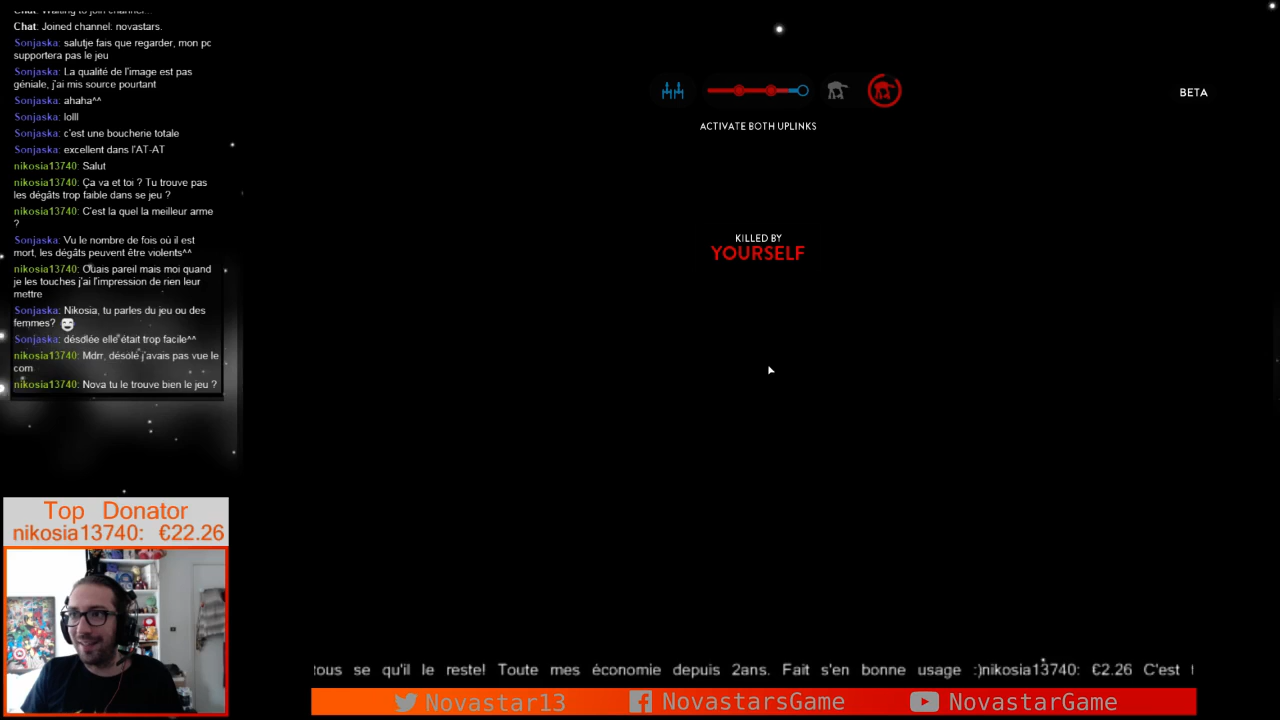 Chat: Waiting to join channel...
Chat: Joined channel: novastars.
Sonjaska: salutje fais que regarder, mon pc
supportera pas le jeu
Sonjaska: La qualité de l'image est pas
géniale, j'ai mis source pourtant
Sonjaska: ahaha^^
Sonjaska: lolll
Sonjaska: c'est une boucherie totale
Sonjaska: excellent dans l'AT-AT
nikosia13740: Salut
nikosia13740: Ça va et toi ? Tu trouve pas
les dégâts trop faible dans se jeu ?
nikosia13740: C'est la quel la meilleur arme
?
Sonjaska: Vu le nombre de fois où il est
mort, les dégâts peuvent être violents^^
nikosia13740: Ouais pareil mais moi quand
je les touches j'ai l'impression de rien leur
mettre
Sonjaska: Nikosia, tu parles du jeu ou des
femmes?
Sonjaska: désolée elle était trop facile^^
nikosia13740: Mdrr, désolé j'avais pas vue le
com
nikosia13740: Nova tu le trouve bien le jeu ?
ACTIVATE BOTH UPLINKS
BETA
KILLED BY
YOURSELF
Top Donator
nikosia13740: €22.26
tous se qu'il le reste! Toute mes économie depuis 2ans. Fait s'en bonne usage :)nikosia13740: €2.26 C'est
Novastar13
NovastarsGame
NovastarGame